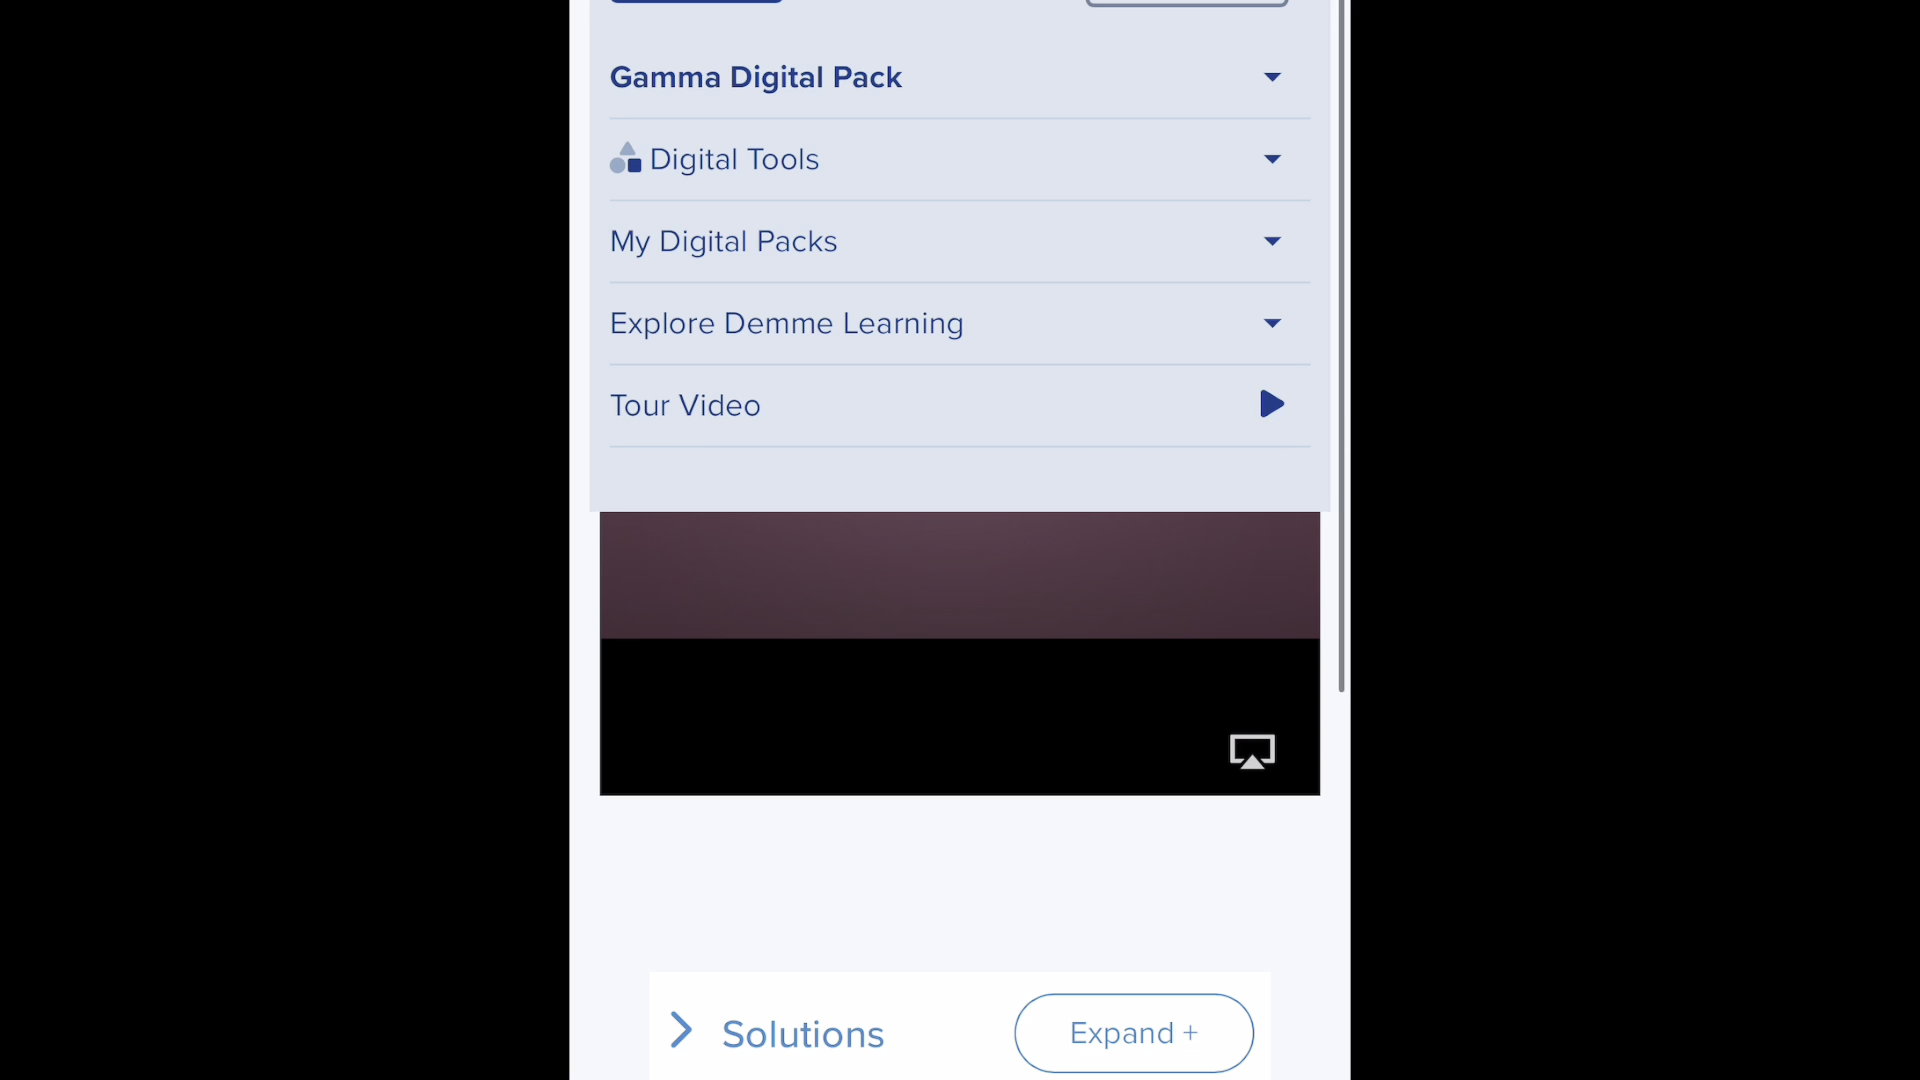 Gamma Digital Pack
Digital Tools
My Digital Packs
Explore Demme Learning
Tour Video
Solutions
Expand +